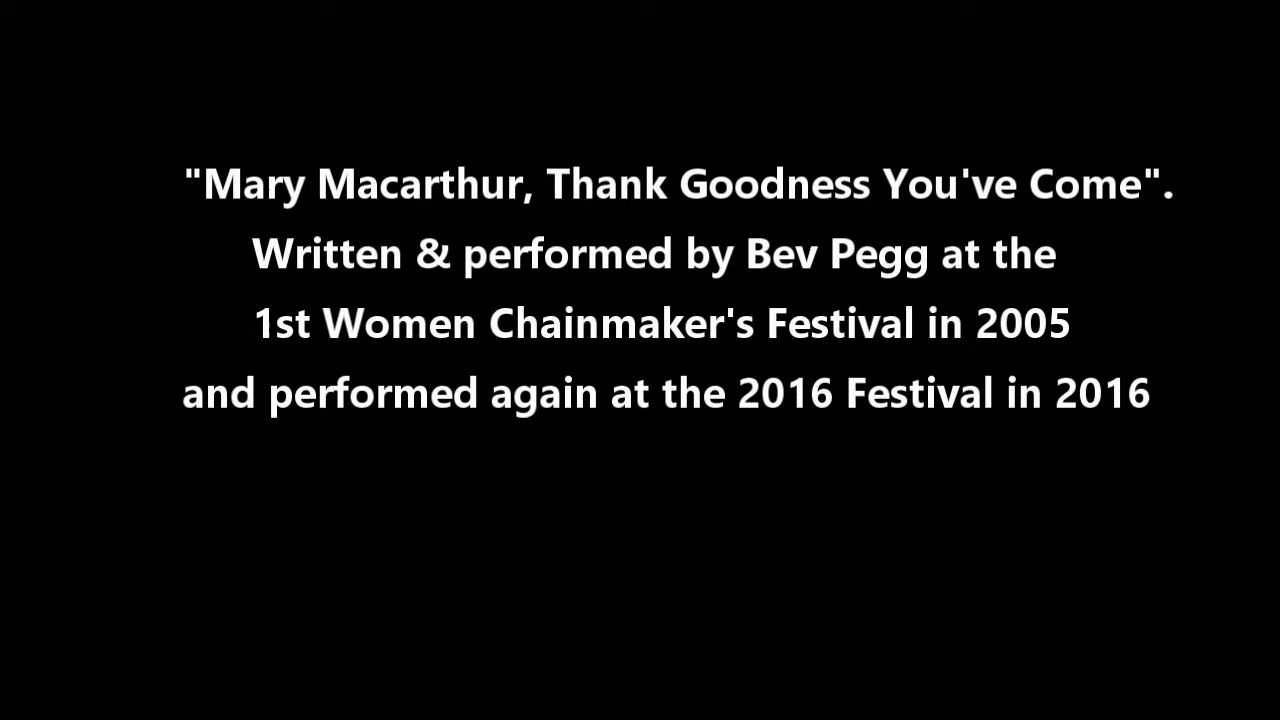 "Mary Macarthur, Thank Goodness You've Come".
Written & performed by Bev Pegg at the
1st Women Chainmaker's Festival in 2005
and performed again at the 2016 Festival in 2016